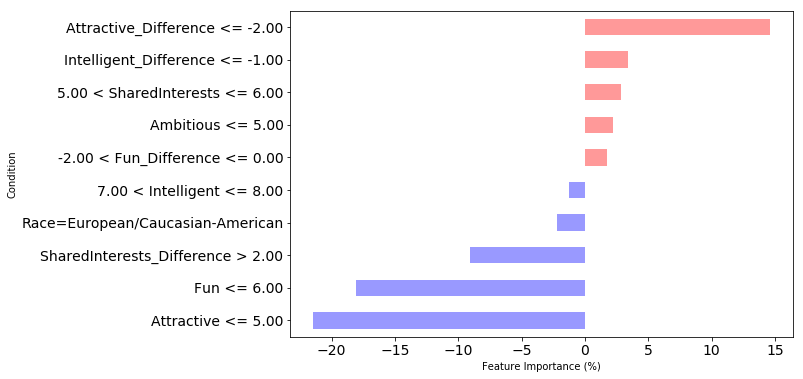 Attractive_Difference <= -2.00
Intelligent_Difference <= -1.00
5.00 < SharedInterests <= 6.00
Ambitious <= 5.00
-2.00 < Fun_Difference <= 0.00
7.00 < Intelligent <= 8.00
Race=European/Caucasian-American
SharedInterests_Difference > 2.00
Fun <= 6.00
Attractive <= 5.00
Condition
−20 −15 −10 −5 0 5 10 15
Feature Importance (%)